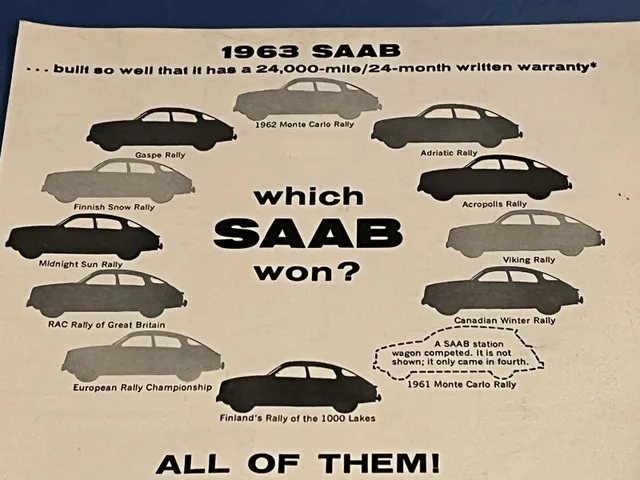 1963 SAAB
... built so well that it has a 24,000-mile/24-month written warranty*
1962 Monte Carlo Rally
Gaspe Rally
Adriatic Rally
Finnish Snow Rally
Acropolis Rally
which
SAAB
won?
Midnight Sun Rally
Viking Rally
RAC Rally of Great Britain
Canadian Winter Rally
A SAAB station
wagon competed. It is not
shown; it only came in fourth.
1961 Monte Carlo Rally
European Rally Championship
Finland's Rally of the 1000 Lakes
ALL OF THEM!